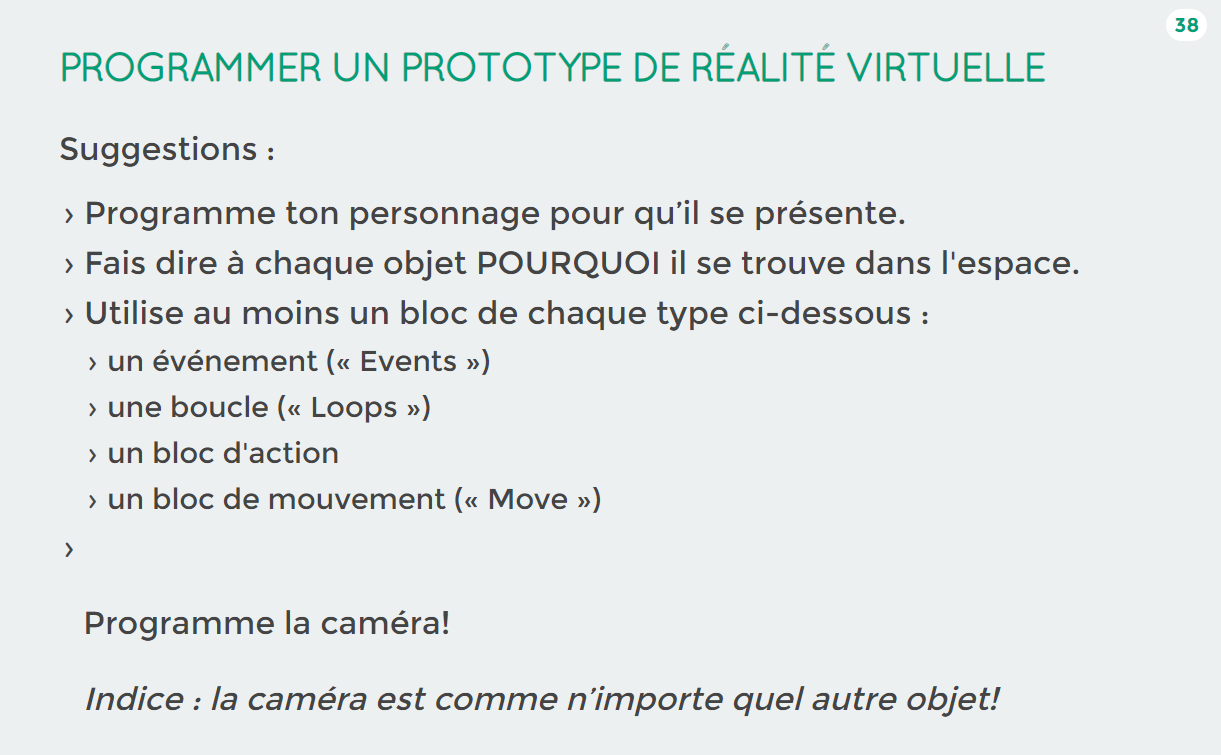 38
PROGRAMMER UN PROTOTYPE DE RÉALITÉ VIRTUELLE
Suggestions :
› Programme ton personnage pour qu’il se présente.
› Fais dire à chaque objet POURQUOI il se trouve dans l'espace.
› Utilise au moins un bloc de chaque type ci-dessous :
› un événement (« Events »)
› une boucle (« Loops »)
› un bloc d'action
› un bloc de mouvement (« Move »)
›
Programme la caméra!
Indice : la caméra est comme n’importe quel autre objet!